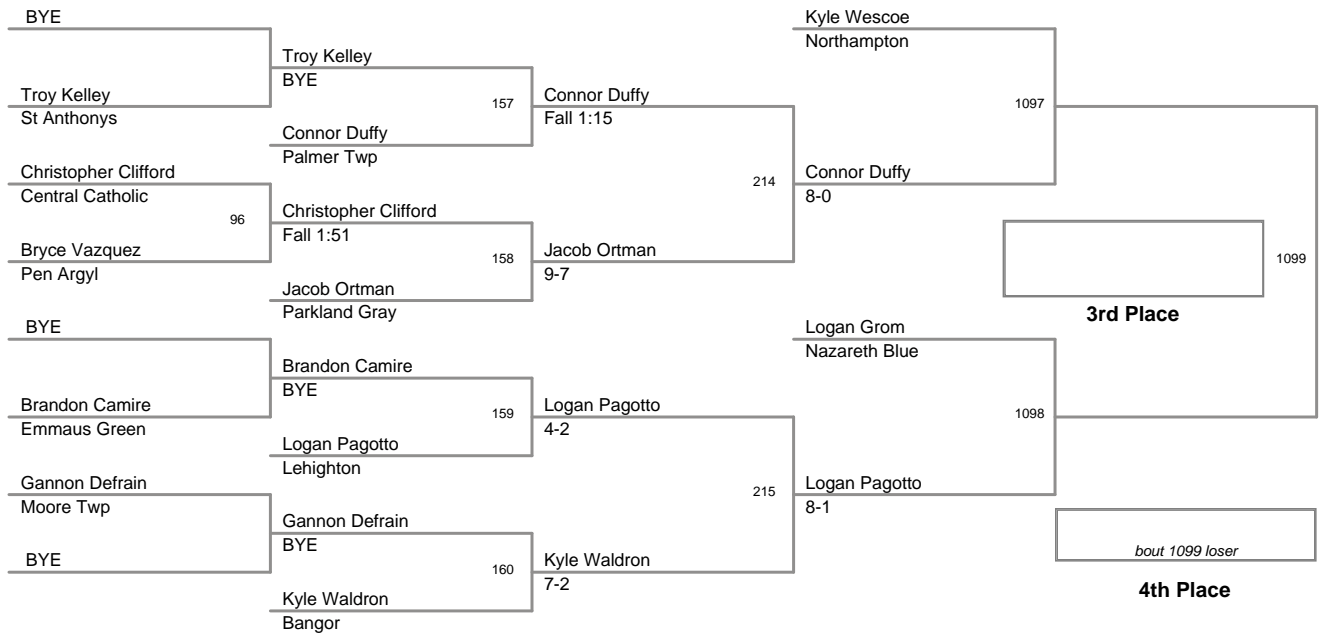 BYE
Kyle Wescoe
Northampton
Troy Kelley
BYE
Troy Kelley
St Anthonys
157
Connor Duffy
Fall 1:15
1097
Connor Duffy
Palmer Twp
Christopher Clifford
Central Catholic
214
Connor Duffy
8-0
96
Christopher Clifford
Fall 1:51
Bryce Vazquez
Pen Argyl
158
Jacob Ortman
9-7
1099
Jacob Ortman
Parkland Gray
3rd Place
BYE
Logan Grom
Nazareth Blue
Brandon Camire
BYE
Brandon Camire
Emmaus Green
159
Logan Pagotto
4-2
1098
Logan Pagotto
Lehighton
Gannon Defrain
Moore Twp
215
Logan Pagotto
8-1
Gannon Defrain
BYE
BYE
160
Kyle Waldron
7-2
bout 1099 loser
4th Place
Kyle Waldron
Bangor